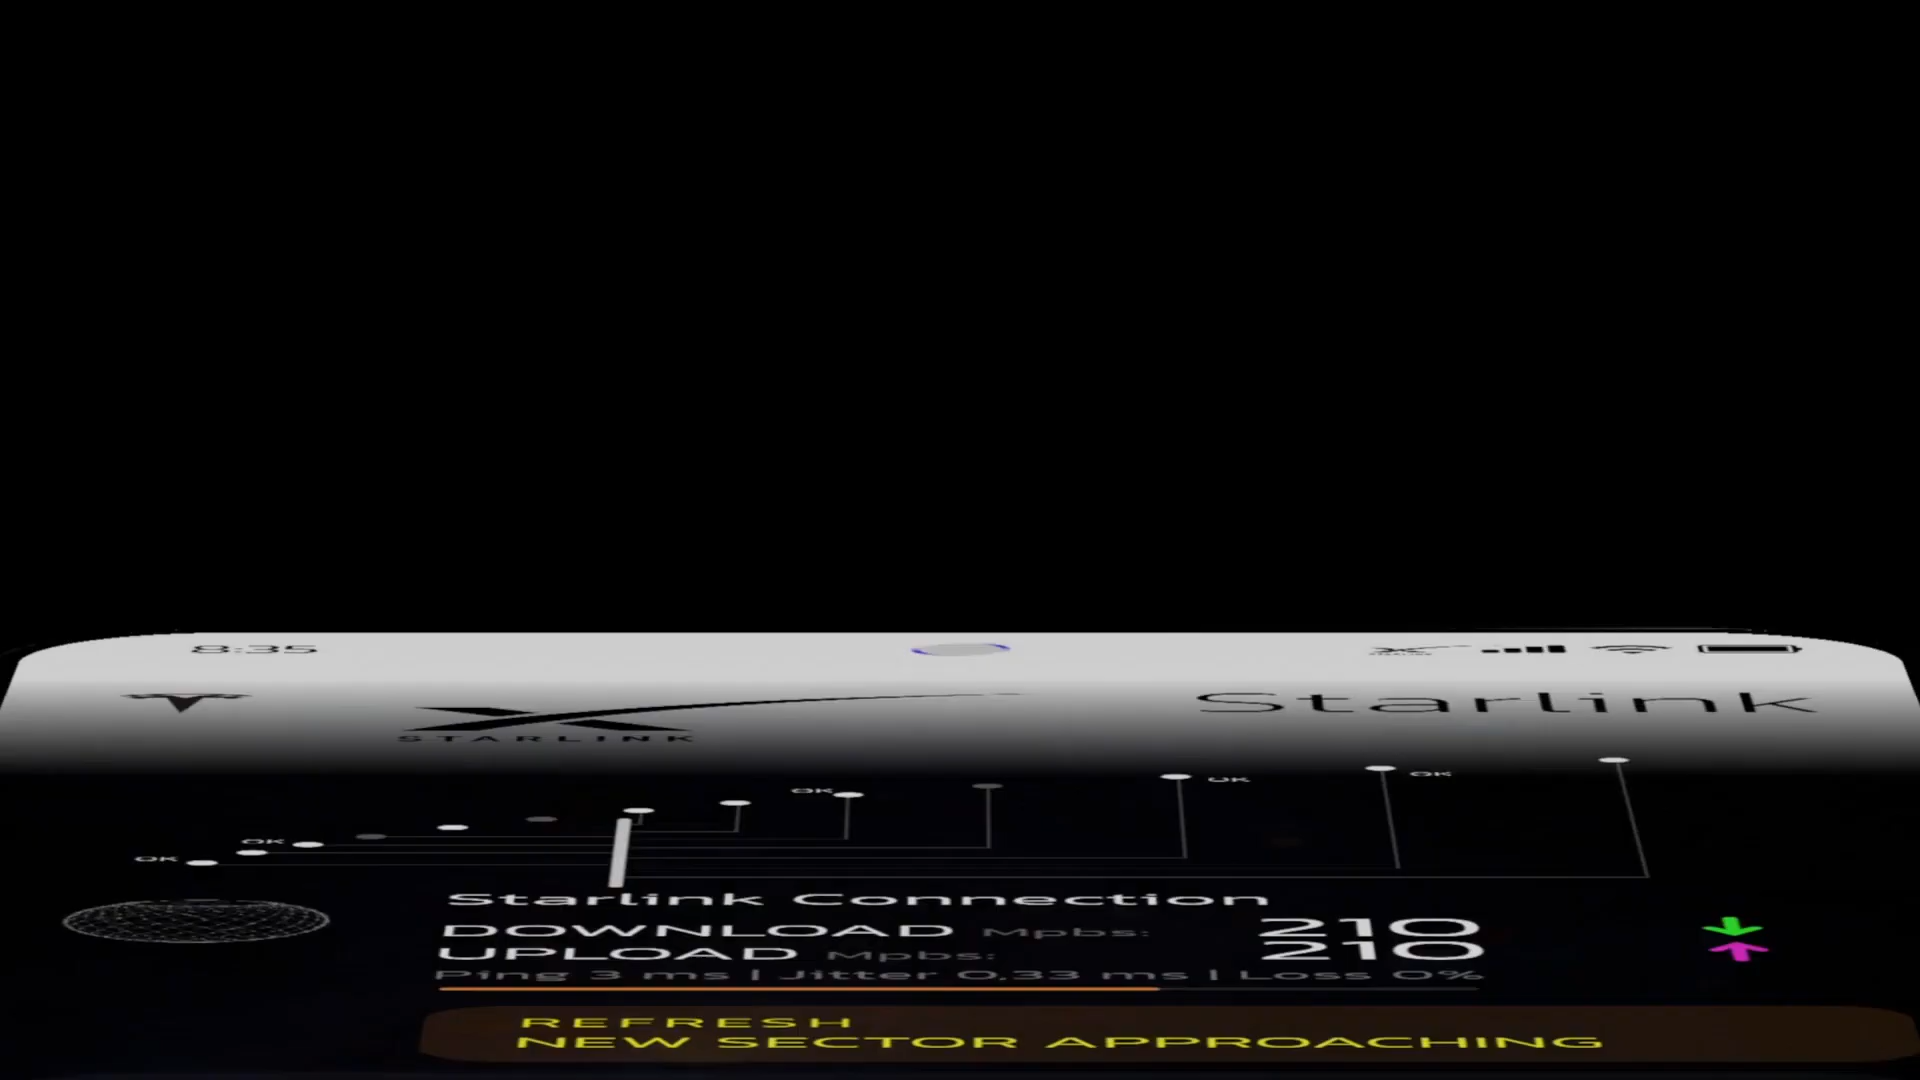 8:35
STARLINK
Starlink
OK
OK
OK
OK
OK
Starlink Connection
DOWNLOAD Mpbs: 210
UPLOAD Mpbs: 210
Ping 3 ms | Jitter 0,33 ms | Loss 0%
REFRESH
NEW SECTOR APPROACHING